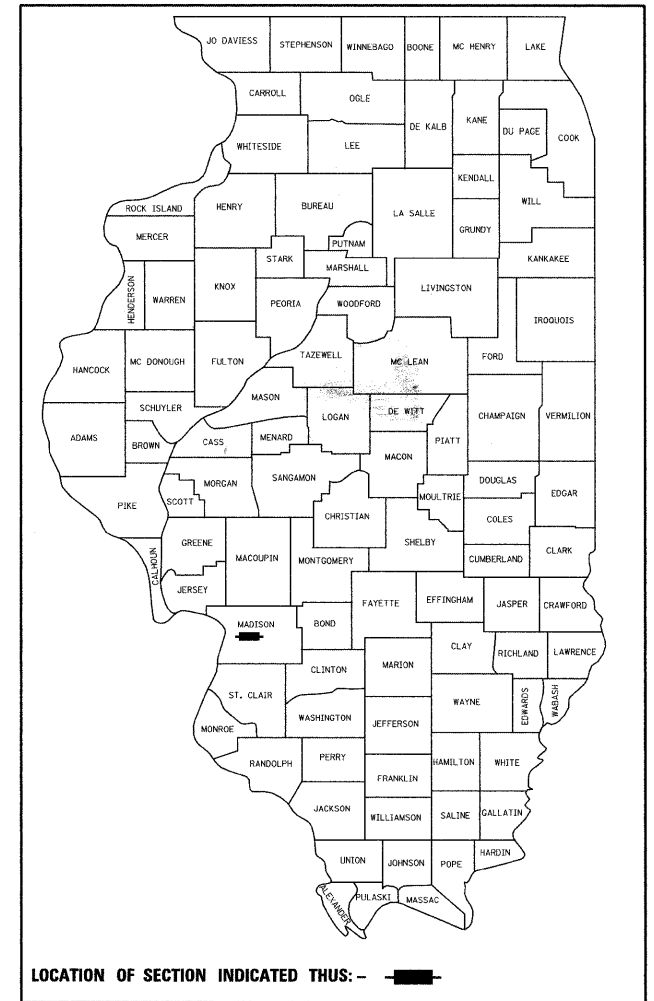 JO DAVIESS STEPHENSON WINNEBAGO BOONE MC HENRY LAKE
CARROLL OGLE DE KALB KANE DU PAGE COOK
WHITESIDE LEE
KENDALL WILL
ROCK ISLAND HENRY BUREAU LA SALLE GRUNDY
MERCER PUTNAM
STARK MARSHALL KANKAKEE
HENDERSON WARREN KNOX PEORIA WOODFORD LIVINGSTON
IROQUOIS
HANCOCK MC DONOUGH FULTON TAZEWELL MC LEAN FORD
MASON
SCHUYLER LOGAN DE WITT CHAMPAIGN VERMILION
ADAMS BROWN CASS MENARD PIATT
MACON
MORGAN SANGAMON DOUGLAS
PIKE SCOTT MOULTRIE EDGAR
CHRISTIAN COLES
GREENE SHELBY
CALHOUN MACOUPIN MONTGOMERY CUMBERLAND CLARK
JERSEY FAYETTE EFFINGHAM JASPER CRAWFORD
MADISON BOND
CLAY RICHLAND LAWRENCE
CLINTON MARION
ST. CLAIR WAYNE EDWARDS WABASH
WASHINGTON JEFFERSON
MONROE
RANDOLPH PERRY HAMILTON WHITE
FRANKLIN
JACKSON WILLIAMSON SALINE GALLATIN
UNION JOHNSON POPE HARDIN
ALEXANDER PULASKI MASSAC
LOCATION OF SECTION INDICATED THUS: -